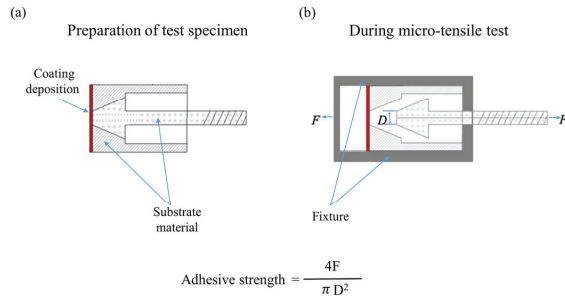 (a)
Preparation of test specimen
Coating
deposition
Substrate
material
(b)
During micro-tensile test
F
D
F
Fixture
Adhesive strength = 4F / π D²